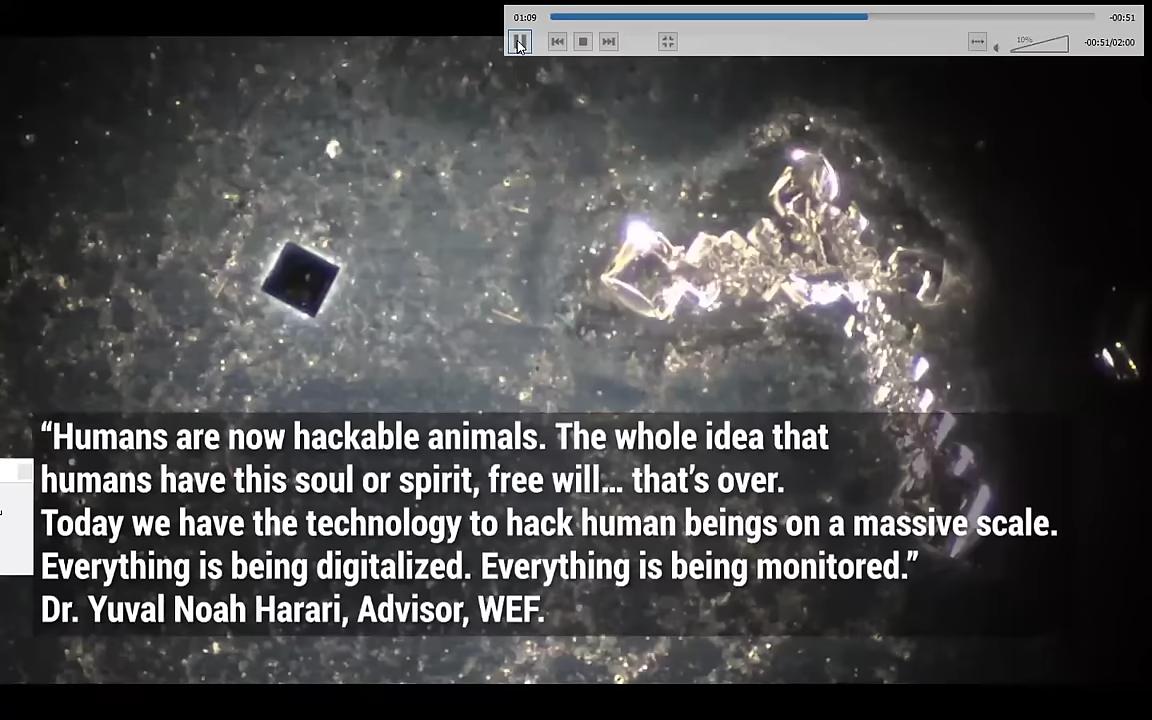 01:09
-00:51
10%
-00:51/02:00
“Humans are now hackable animals. The whole idea that
humans have this soul or spirit, free will... that’s over.
Today we have the technology to hack human beings on a massive scale.
Everything is being digitalized. Everything is being monitored.”
Dr. Yuval Noah Harari, Advisor, WEF.